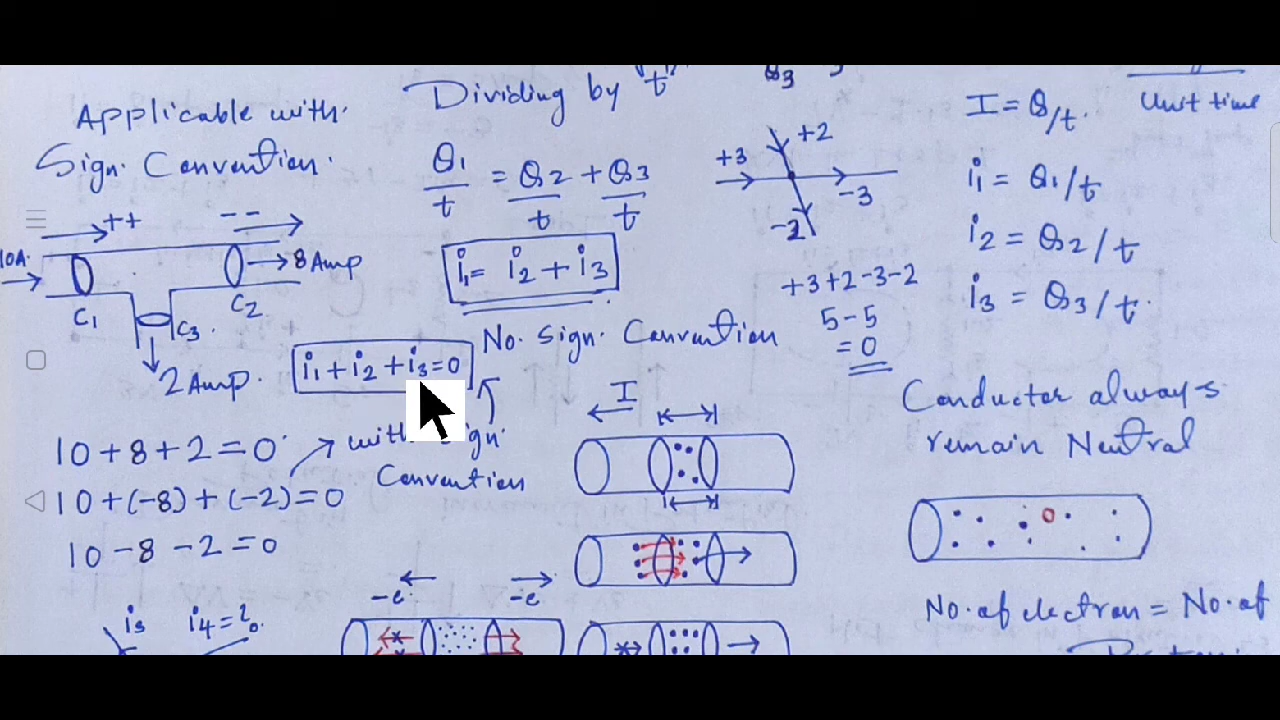 Applicable with
Sign. Convention.
++
--
10A.
8 Amp
C1
C2
C3.
2 Amp.
i1+i2+i3=0
10+8+2=0
10+(-8)+(-2)=0
10-8-2=0
with Sign
Convention
i3 i4=?
Dividing by 't'
Q1/t = Q2/t + Q3/t
i1= i2+i3
No. Sign. Convention
+2
+3
-3
-2
+3+2-3-2
5-5
=0
I
-e
-e
Q3
Unit time
I = Q/t.
i1 = Q1/t
i2 = Q2/t
i3 = Q3/t.
Conductor always
remain Neutral
No. of electron = No. of